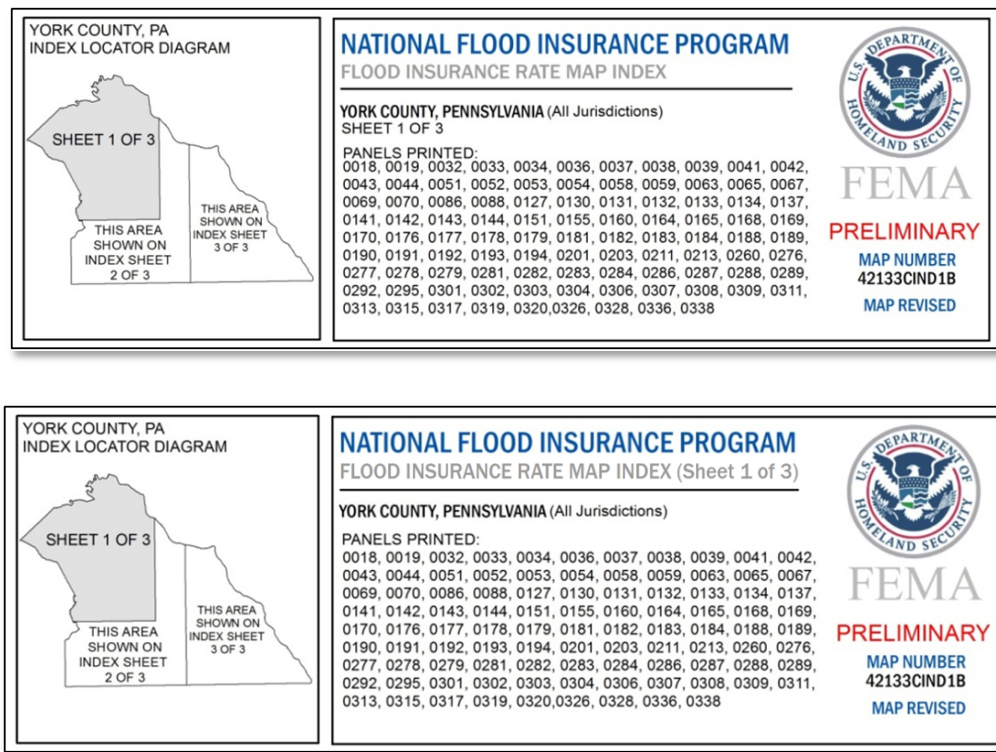 YORK COUNTY, PA
INDEX LOCATOR DIAGRAM
SHEET 1 OF 3
THIS AREA
SHOWN ON
INDEX SHEET
2 OF 3
THIS AREA
SHOWN ON
INDEX SHEET
3 OF 3
NATIONAL FLOOD INSURANCE PROGRAM
FLOOD INSURANCE RATE MAP INDEX
YORK COUNTY, PENNSYLVANIA (All Jurisdictions)
SHEET 1 OF 3
PANELS PRINTED:
0018, 0019, 0032, 0033, 0034, 0036, 0037, 0038, 0039, 0041, 0042,
0043, 0044, 0051, 0052, 0053, 0054, 0058, 0059, 0063, 0065, 0067,
0069, 0070, 0086, 0088, 0127, 0130, 0131, 0132, 0133, 0134, 0137,
0141, 0142, 0143, 0144, 0151, 0155, 0160, 0164, 0165, 0168, 0169,
0170, 0176, 0177, 0178, 0179, 0181, 0182, 0183, 0184, 0188, 0189,
0190, 0191, 0192, 0193, 0194, 0201, 0203, 0211, 0213, 0260, 0276,
0277, 0278, 0279, 0281, 0282, 0283, 0284, 0286, 0287, 0288, 0289,
0292, 0295, 0301, 0302, 0303, 0304, 0306, 0307, 0308, 0309, 0311,
0313, 0315, 0317, 0319, 0320,0326, 0328, 0336, 0338
U.S. DEPARTMENT OF
HOMELAND SECURITY
FEMA
PRELIMINARY
MAP NUMBER
42133CIND1B
MAP REVISED
YORK COUNTY, PA
INDEX LOCATOR DIAGRAM
SHEET 1 OF 3
THIS AREA
SHOWN ON
INDEX SHEET
2 OF 3
THIS AREA
SHOWN ON
INDEX SHEET
3 OF 3
NATIONAL FLOOD INSURANCE PROGRAM
FLOOD INSURANCE RATE MAP INDEX (Sheet 1 of 3)
YORK COUNTY, PENNSYLVANIA (All Jurisdictions)
PANELS PRINTED:
0018, 0019, 0032, 0033, 0034, 0036, 0037, 0038, 0039, 0041, 0042,
0043, 0044, 0051, 0052, 0053, 0054, 0058, 0059, 0063, 0065, 0067,
0069, 0070, 0086, 0088, 0127, 0130, 0131, 0132, 0133, 0134, 0137,
0141, 0142, 0143, 0144, 0151, 0155, 0160, 0164, 0165, 0168, 0169,
0170, 0176, 0177, 0178, 0179, 0181, 0182, 0183, 0184, 0188, 0189,
0190, 0191, 0192, 0193, 0194, 0201, 0203, 0211, 0213, 0260, 0276,
0277, 0278, 0279, 0281, 0282, 0283, 0284, 0286, 0287, 0288, 0289,
0292, 0295, 0301, 0302, 0303, 0304, 0306, 0307, 0308, 0309, 0311,
0313, 0315, 0317, 0319, 0320,0326, 0328, 0336, 0338
U.S. DEPARTMENT OF
HOMELAND SECURITY
FEMA
PRELIMINARY
MAP NUMBER
42133CIND1B
MAP REVISED